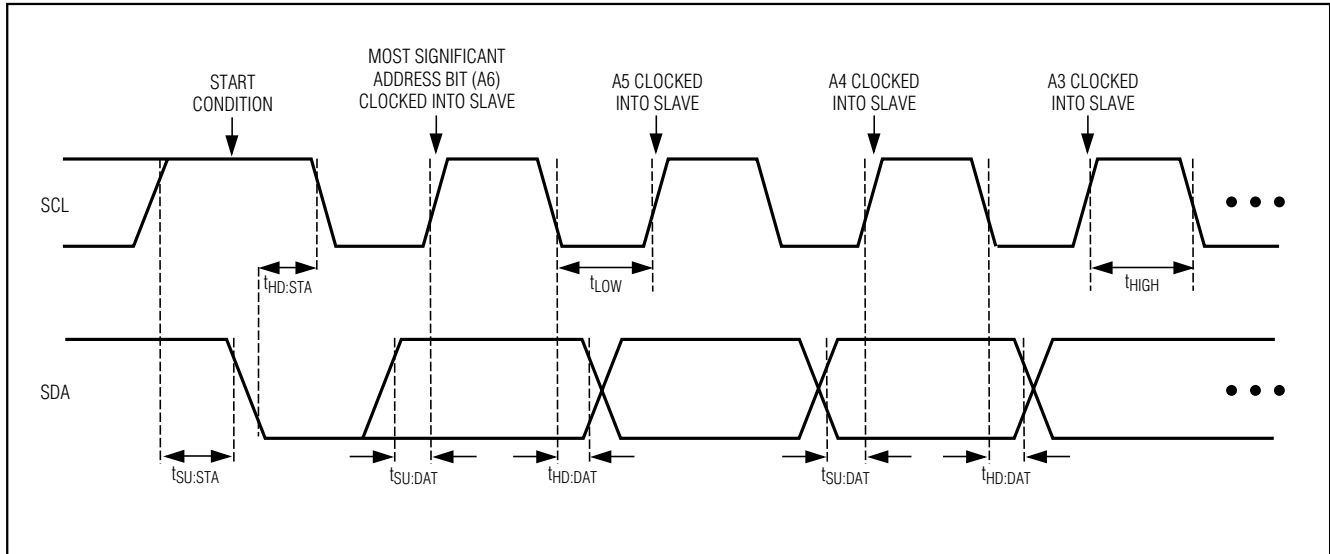 START
CONDITION
MOST SIGNIFICANT
ADDRESS BIT (A6)
CLOCKED INTO SLAVE
A5 CLOCKED
INTO SLAVE
A4 CLOCKED
INTO SLAVE
A3 CLOCKED
INTO SLAVE
SCL
tHD:STA
tLOW
tHIGH
SDA
tSU:STA
tSU:DAT
tHD:DAT
tSU:DAT
tHD:DAT